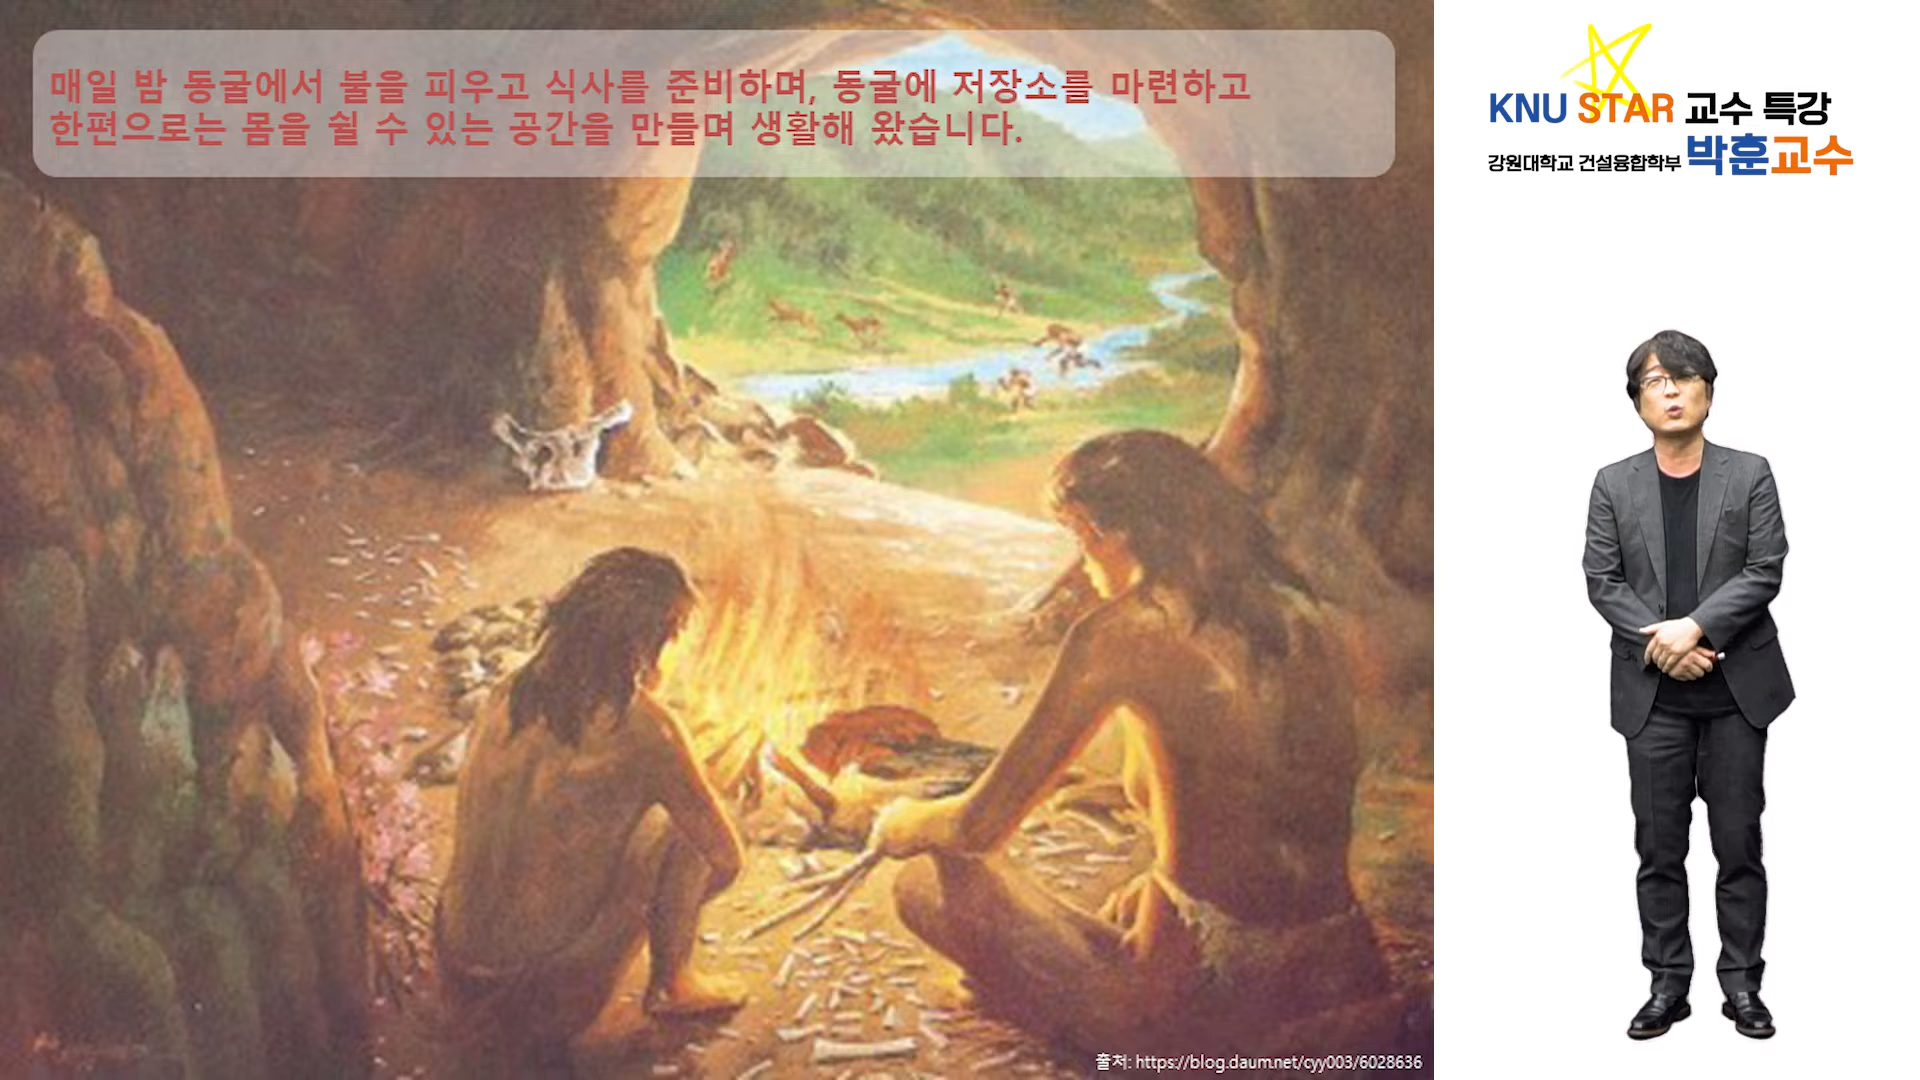 매일 밤 동굴에서 불을 피우고 식사를 준비하며, 동굴에 저장소를 마련하고
한편으로는 몸을 쉴 수 있는 공간을 만들며 생활해 왔습니다.
KNU STAR 교수 특강
강원대학교 건설융합학부 박훈교수
출처: https://blog.daum.net/cyy003/6028636